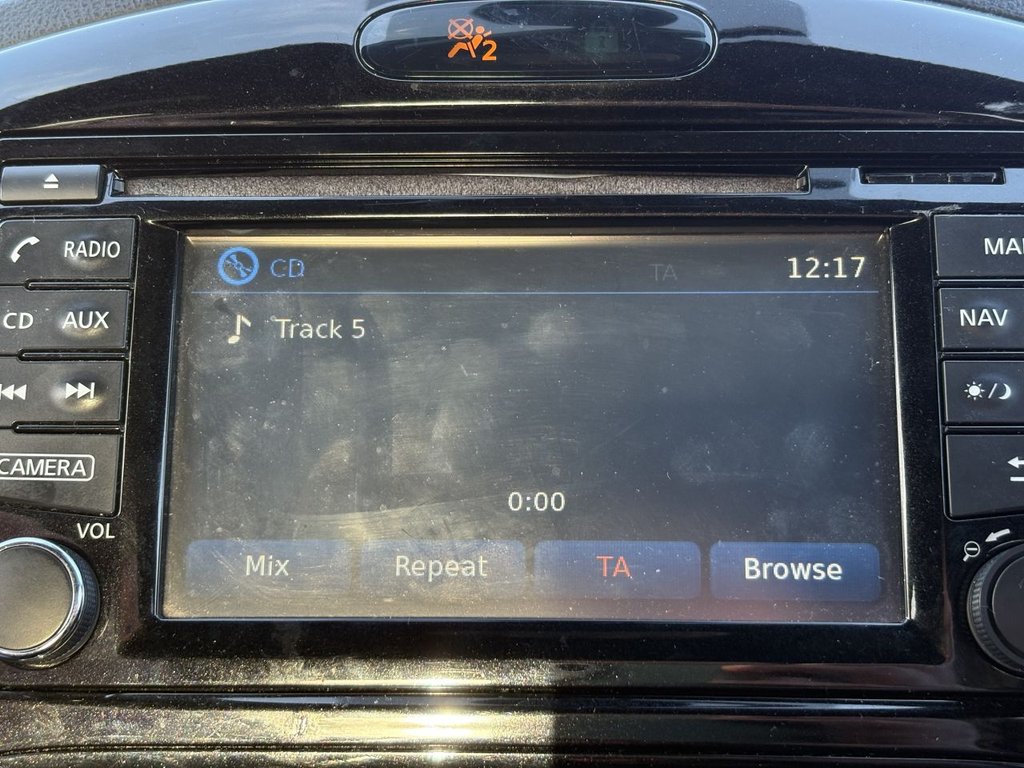 2
RADIO
CD AUX
CAMERA
VOL
CD TA 12:17
Track 5
0:00
Mix Repeat TA Browse
NAV